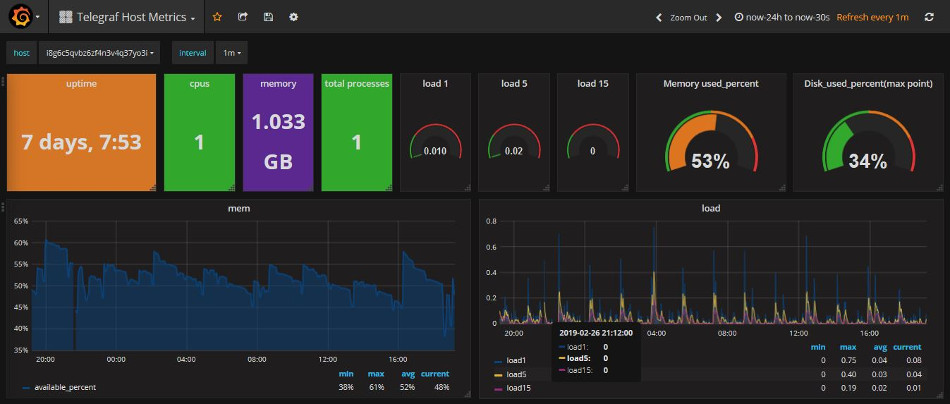 Telegraf Host Metrics
Zoom Out
now-24h to now-30s Refresh every 1m
host i8g6c5qvbz6zf4n3v4q37yo3i interval 1m
uptime
7 days, 7:53
cpus
1
memory
1.033
GB
total processes
1
load 1
0.010
load 5
0.02
load 15
0
Memory used_percent
53%
Disk_used_percent(max point)
34%
mem
65%
60%
55%
50%
45%
40%
35%
20:00 00:00 04:00 08:00 12:00 16:00
min max avg current
available_percent 38% 61% 52% 48%
load
0.8
0.6
0.4
0.2
0
20:00 04:00 08:00 12:00 16:00
2019-02-26 21:12:00
load1: 0
load5: 0
load15: 0
min max avg current
load1 0 0.75 0.04 0.08
load5 0 0.40 0.03 0.04
load15 0 0.19 0.02 0.01